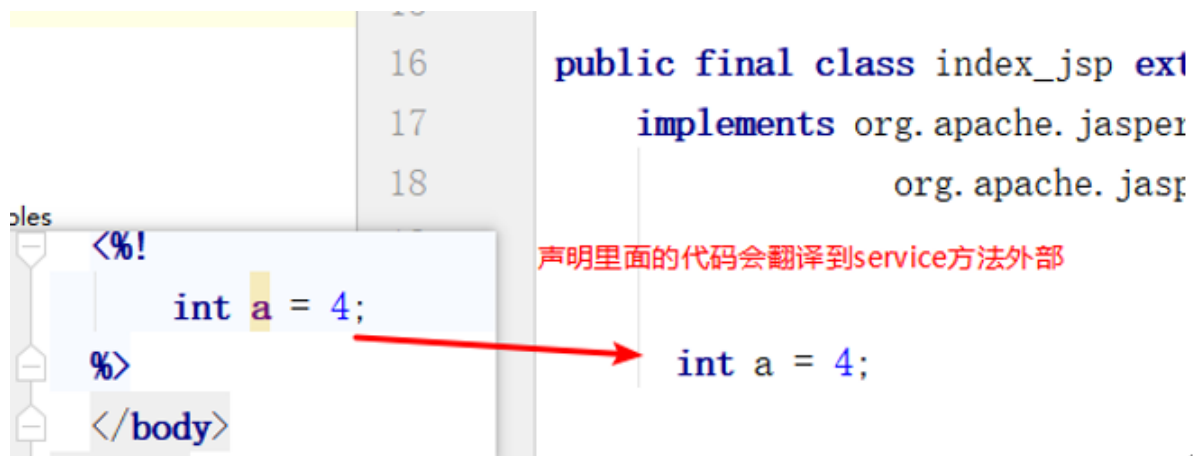 16 public final class index_jsp ext
17 implements org.apache.jasper
18 org.apache.jasp
<%!
int a = 4;
%>
</body>
声明里面的代码会翻译到service方法外部
int a = 4;